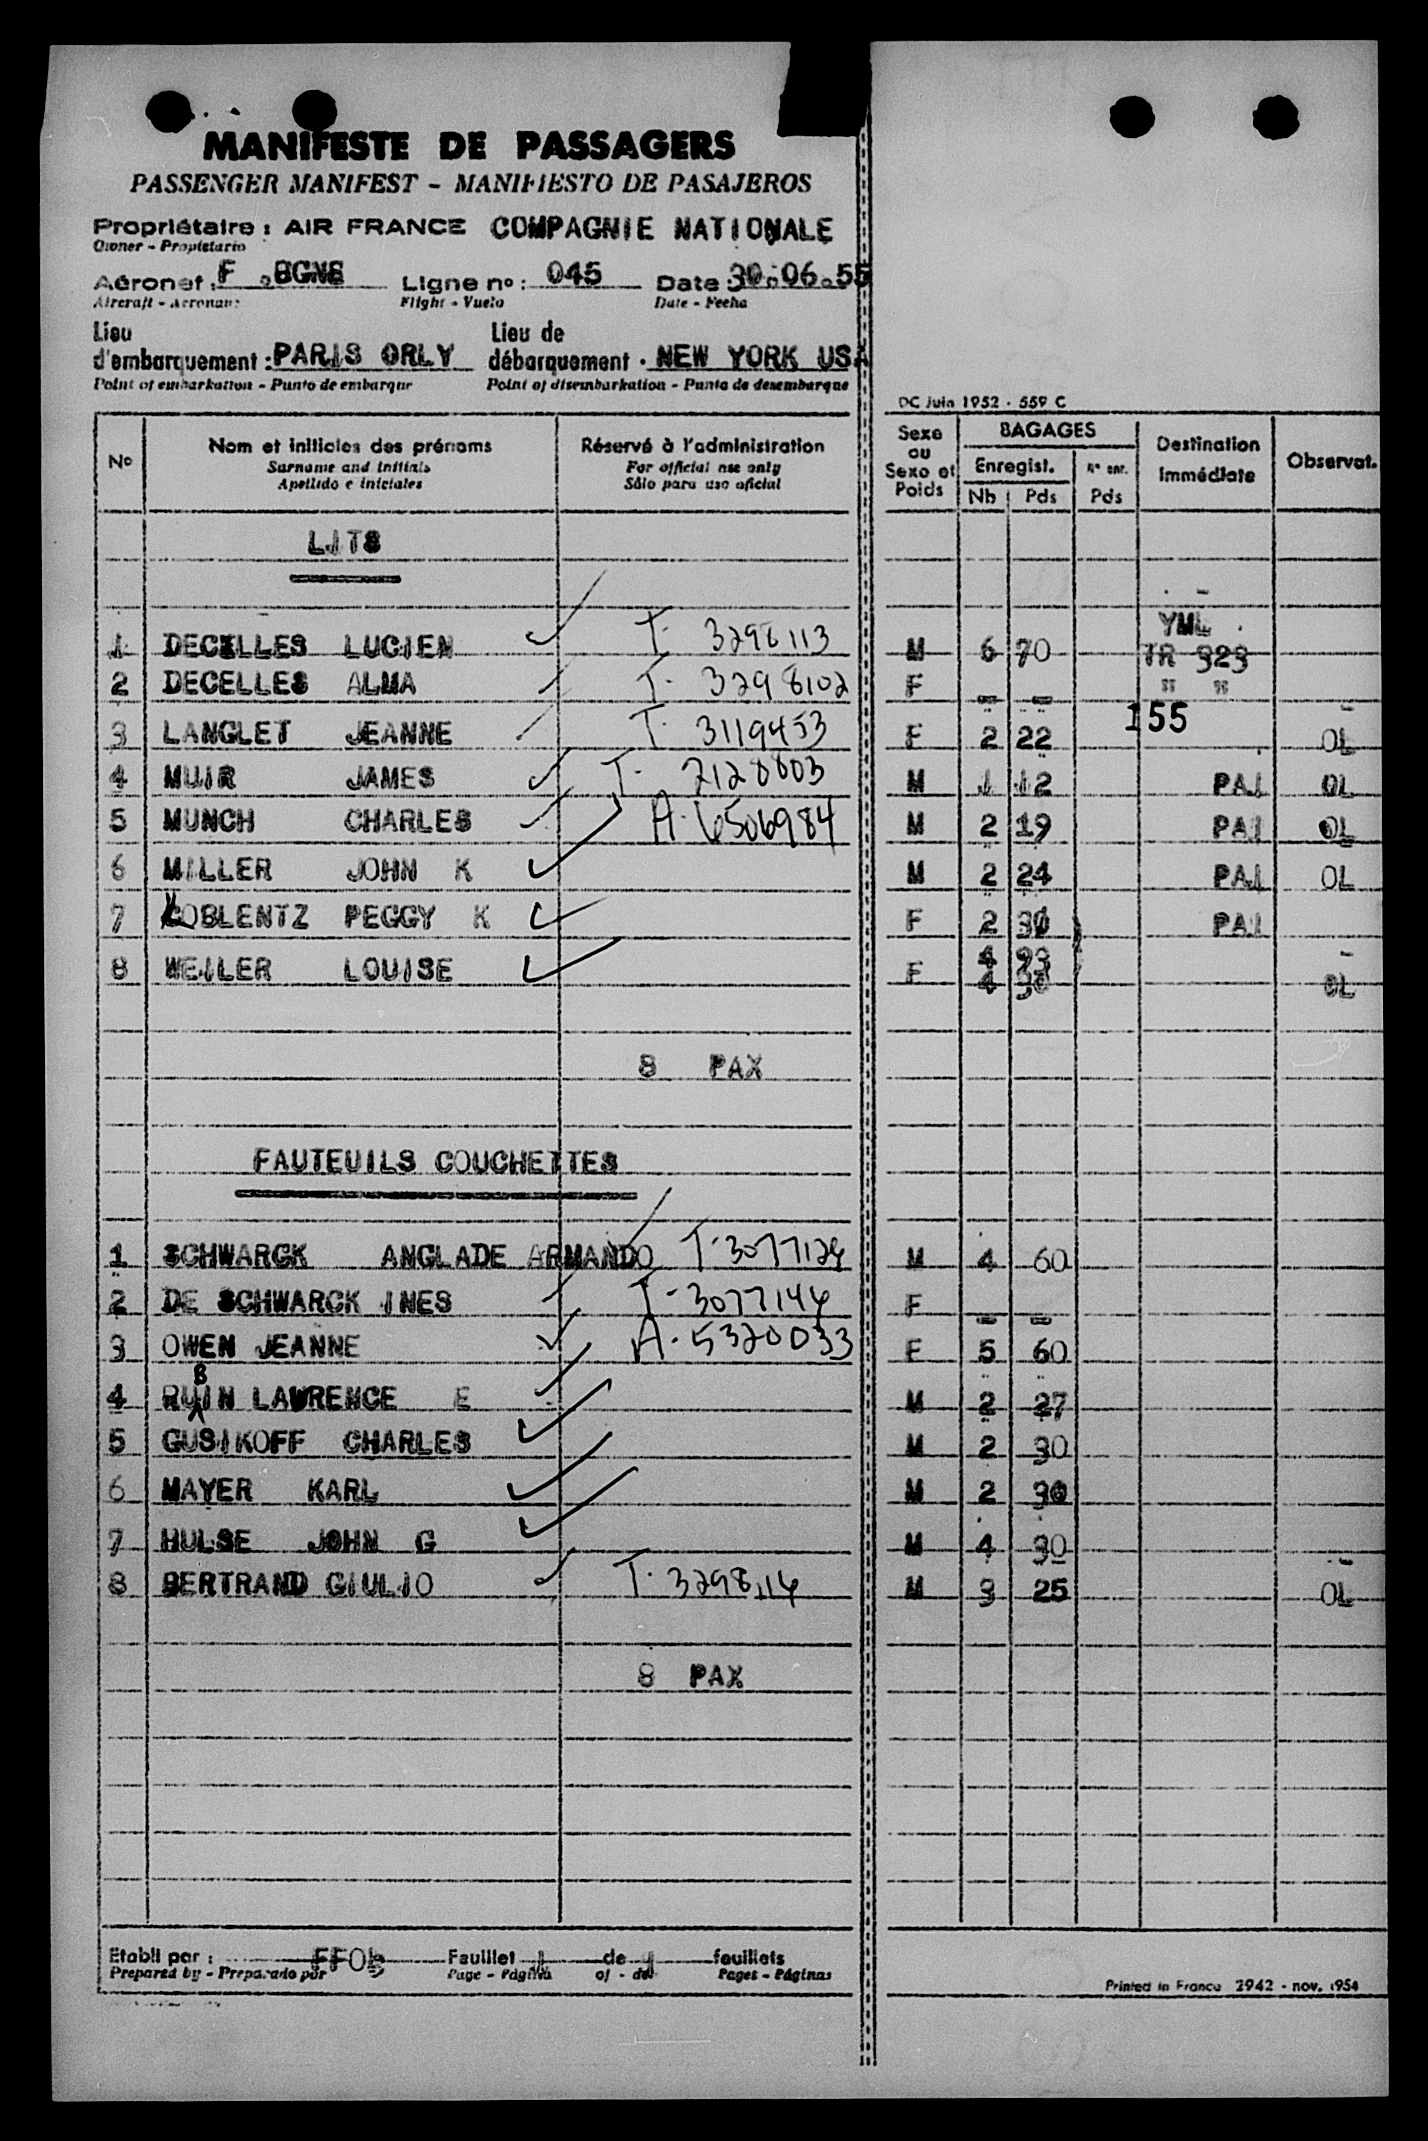 MANIFESTE DE PASSAGERS
PASSENGER MANIFEST - MANIFIESTO DE PASAJEROS
Propriétaire : AIR FRANCE COMPAGNIE NATIONALE
Owner - Propietario
Aéronef : F .BGNE Ligne n° : 045 Date : 30.06.55
Aircraft - Aeronave Flight - Vuelo Date - Fecha
Lieu d'embarquement : PARIS ORLY Lieu de débarquement : NEW YORK USA
Point of embarkation - Punto de embarque Point of disembarkation - Punto de desembarque
DC Juin 1952 - 559 C
N° Nom et initiales des prénoms Réservé à l'administration Sexe ou Sexo et Poids BAGAGES Destination immédiate Observat.
Surname and initials For official use only Enregist. N° enr.
Apellido e iniciales Sólo para uso oficial Nb Pds Pds
LITS
YML
1 DECELLES LUCIEN T- 3298113 M 6 70 TR 323
2 DECELLES ALMA T- 3298102 F - - " "
155
3 LANGLET JEANNE T- 3119453 F 2 22 OL
4 MUIR JAMES T- 2128803 M 1 12 PAI OL
5 MUNCH CHARLES A- 6506984 M 2 19 PAI OL
6 MILLER JOHN K M 2 24 PAI OL
7 KOBLENTZ PEGGY K F 2 30 PAI
8 WEILER LOUISE F 4 OL
8 PAX
FAUTEUILS COUCHETTES
1 SCHWARCK ANGLADE ARMANDO T-3077124 M 4 60
2 DE SCHWARCK INES T-3077144 F - -
3 OWEN JEANNE A-5320033 F 5 60
4 RUBIN LAWRENCE E M 2 27
5 GUSIKOFF CHARLES M 2 30
6 MAYER KARL M 2 30
7 HULSE JOHN G M 4 30
8 BERTRAND GIULIO T- 3298114 M 3 25 OL
8 PAX
Etabli par : FFOb Feuillet 1 de 4 feuillets
Prepared by - Preparado por Page - Página of - de Pages - Páginas
Printed in France 2942 - nov. 1954